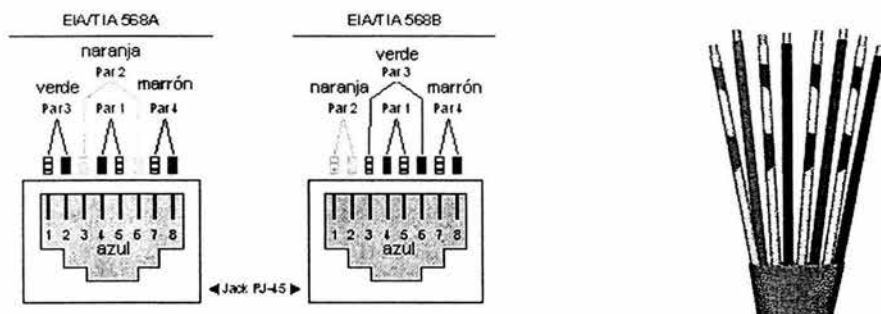 EIA/TIA 568A
naranja
Par 2
verde
marrón
Par 3
Par 1
Par 4
1 2 3 4 5 6 7 8
azul
EIA/TIA 568B
verde
Par 3
naranja
marrón
Par 2
Par 1
Par 4
1 2 3 4 5 6 7 8
azul
Jack RJ-45